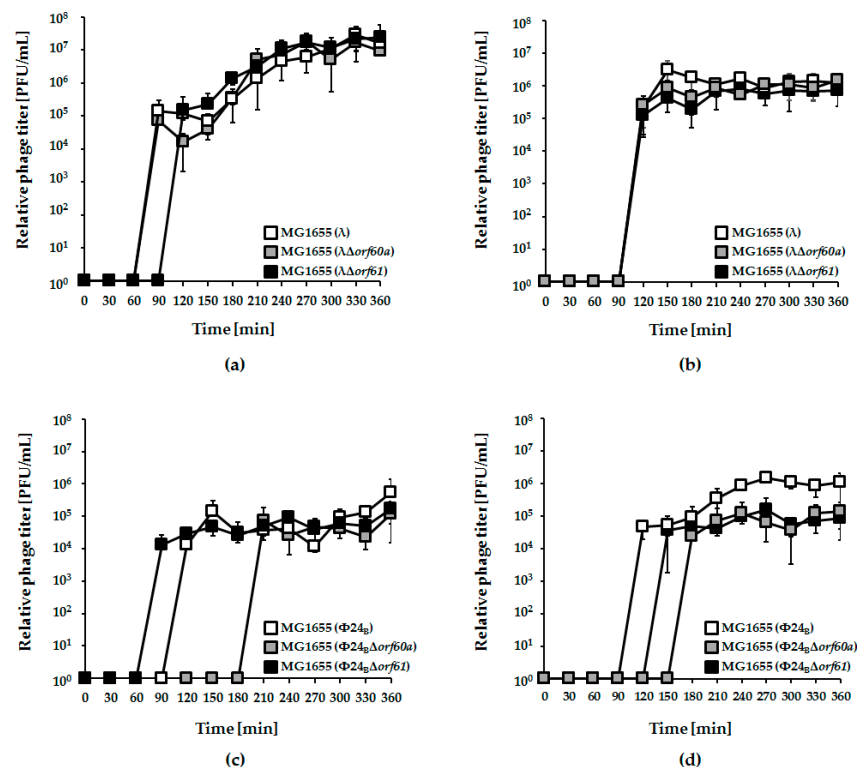 Relative phage titer [PFU/mL]
10⁸
10⁷
10⁶
10⁵
10⁴
10³
10²
10¹
10⁰
MG1655 (λ)
MG1655 (λΔorf60a)
MG1655 (λΔorf61)
0 30 60 90 120 150 180 210 240 270 300 330 360
Time [min]
(a)
Relative phage titer [PFU/mL]
10⁸
10⁷
10⁶
10⁵
10⁴
10³
10²
10¹
10⁰
MG1655 (λ)
MG1655 (λΔorf60a)
MG1655 (λΔorf61)
0 30 60 90 120 150 180 210 240 270 300 330 360
Time [min]
(b)
Relative phage titer [PFU/mL]
10⁸
10⁷
10⁶
10⁵
10⁴
10³
10²
10¹
10⁰
MG1655 (Φ24_B)
MG1655 (Φ24_BΔorf60a)
MG1655 (Φ24_BΔorf61)
0 30 60 90 120 150 180 210 240 270 300 330 360
Time [min]
(c)
Relative phage titer [PFU/mL]
10⁸
10⁷
10⁶
10⁵
10⁴
10³
10²
10¹
10⁰
MG1655 (Φ24_B)
MG1655 (Φ24_BΔorf60a)
MG1655 (Φ24_BΔorf61)
0 30 60 90 120 150 180 210 240 270 300 330 360
Time [min]
(d)